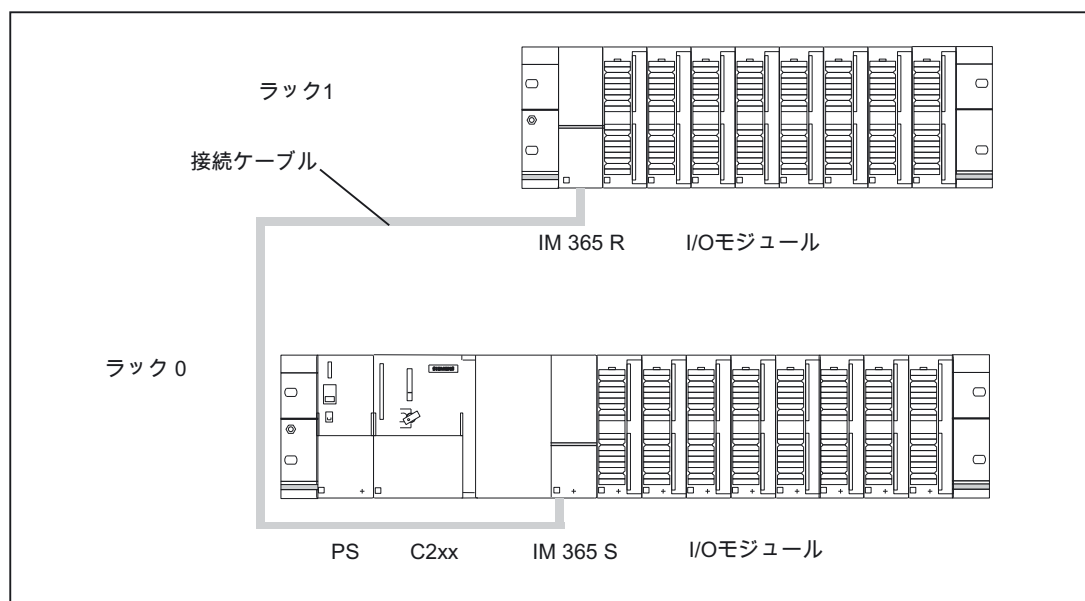 ラック1
接続ケーブル
IM 365 R
I/Oモジュール
ラック 0
SIEMENS
PS
C2xx
IM 365 S
I/Oモジュール